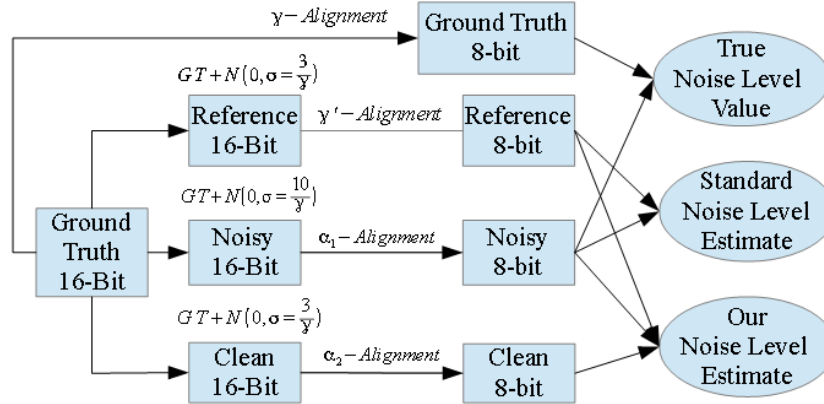 γ−Alignment
Ground Truth
8-bit
True
Noise Level
Value
GT+N(0,σ=3/γ)
Reference
16-Bit
γ'−Alignment
Reference
8-bit
GT+N(0,σ=10/γ)
Standard
Noise Level
Estimate
Ground
Truth
16-Bit
Noisy
16-Bit
α₁−Alignment
Noisy
8-bit
GT+N(0,σ=3/γ)
Clean
16-Bit
α₂−Alignment
Clean
8-bit
Our
Noise Level
Estimate